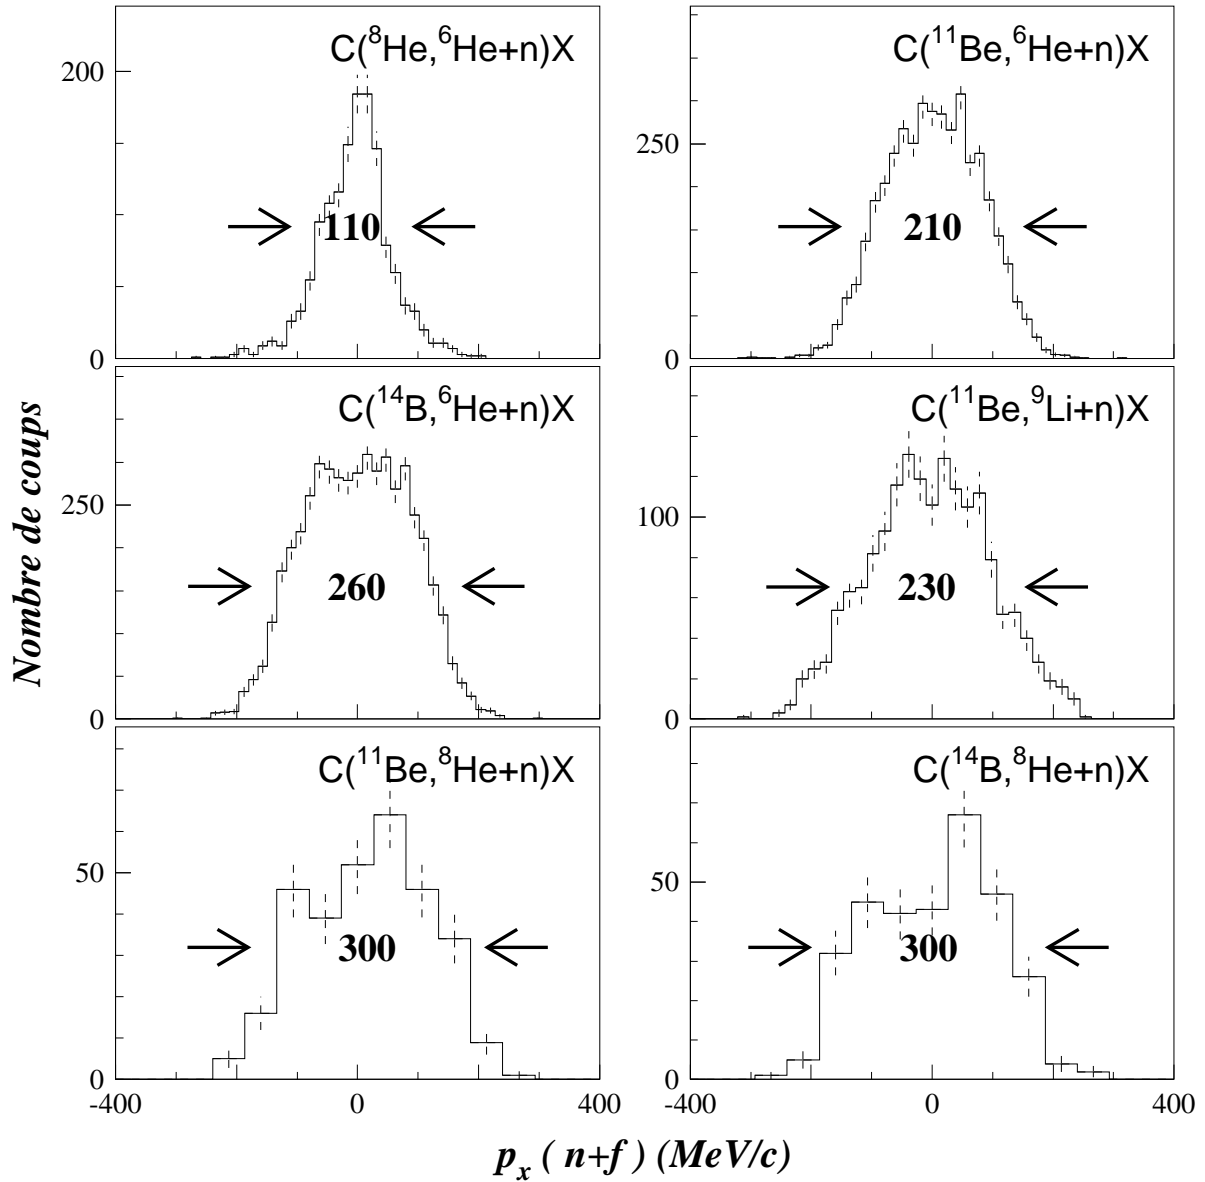 C(⁸He,⁶He+n)X
200
110
0
C(¹¹Be,⁶He+n)X
250
210
0
Nombre de coups
C(¹⁴B,⁶He+n)X
250
260
0
C(¹¹Be,⁹Li+n)X
100
230
0
C(¹¹Be,⁸He+n)X
50
300
0
-400 0 400
C(¹⁴B,⁸He+n)X
50
300
0
-400 0 400
pₓ ( n+f ) (MeV/c)